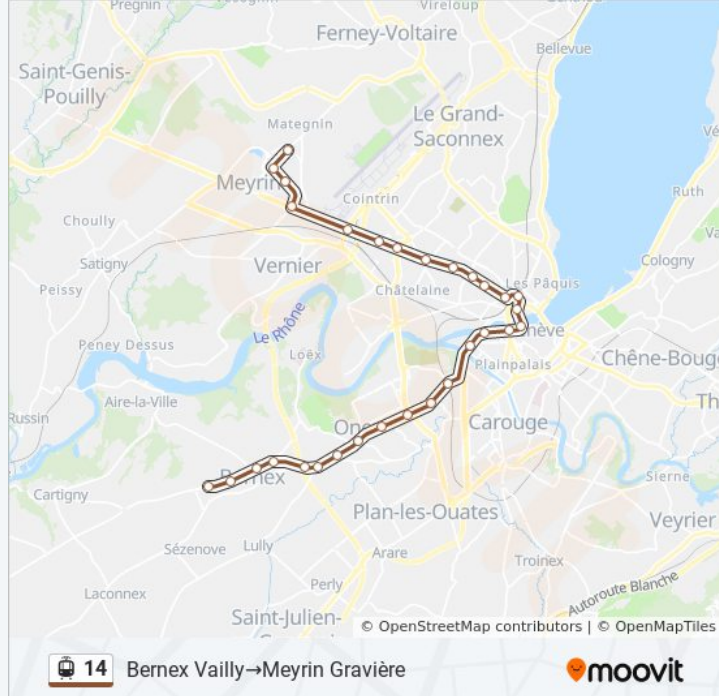 Prégnin
Vireloup
Ferney-Voltaire
Bellevue
Saint-Genis-
Pouilly
Le Grand-
Saconnex
Mategnin
Meyrin
Cointrin
Ruth
Choully
Satigny
Vernier
Cologny
Peissy
Châtelaine
Les Pâquis
Le Rhône
Peney Dessus
Loëx
Plainpalais
Chêne-Boug
Aire-la-Ville
Russin
Carouge
Bernex
Sierne
Cartigny
Plan-les-Ouates
Veyrier
Sézenove
Lully
Arare
Troinex
Laconnex
Perly
Autoroute Blanche
Saint-Julien-
© OpenStreetMap contributors | © OpenMapTiles
14
Bernex Vailly→Meyrin Gravière
moovit